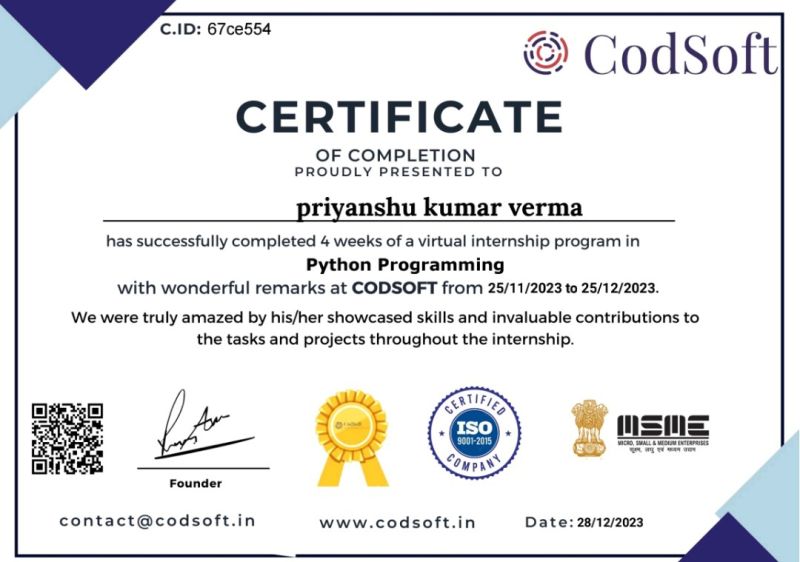 C.ID: 67ce554
CodSoft
CERTIFICATE
OF COMPLETION
PROUDLY PRESENTED TO
priyanshu kumar verma
has successfully completed 4 weeks of a virtual internship program in
Python Programming
with wonderful remarks at CODSOFT from 25/11/2023 to 25/12/2023.
We were truly amazed by his/her showcased skills and invaluable contributions to
the tasks and projects throughout the internship.
Founder
CodSoft
CERTIFIED
ISO
9001-2015
COMPANY
MSME
MICRO, SMALL & MEDIUM ENTERPRISES
सूक्ष्म, लघु एवं मध्यम उद्यम
contact@codsoft.in
www.codsoft.in
Date: 28/12/2023